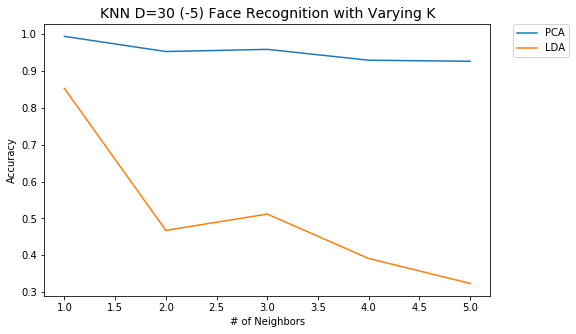 KNN D=30 (-5) Face Recognition with Varying K
PCA
LDA
1.0
0.9
0.8
0.7
0.6
0.5
0.4
0.3
Accuracy
1.0 1.5 2.0 2.5 3.0 3.5 4.0 4.5 5.0
# of Neighbors